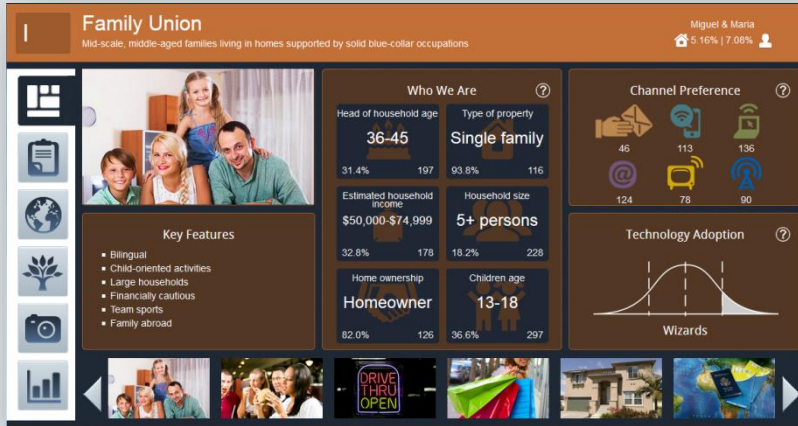 I
Family Union
Mid-scale, middle-aged families living in homes supported by solid blue-collar occupations
Miguel & Maria
5.16% | 7.08%
Who We Are
?
Head of household age
36-45
31.4% 197
Type of property
Single family
93.8% 116
Estimated household
income
$50,000-$74,999
32.8% 178
Household size
5+ persons
18.2% 228
Home ownership
Homeowner
82.0% 126
Children age
13-18
36.6% 297
Channel Preference
?
46 113 136
@
124 78 90
Key Features
Bilingual
Child-oriented activities
Large households
Financially cautious
Team sports
Family abroad
Technology Adoption
?
Wizards
DRIVE
THRU
OPEN